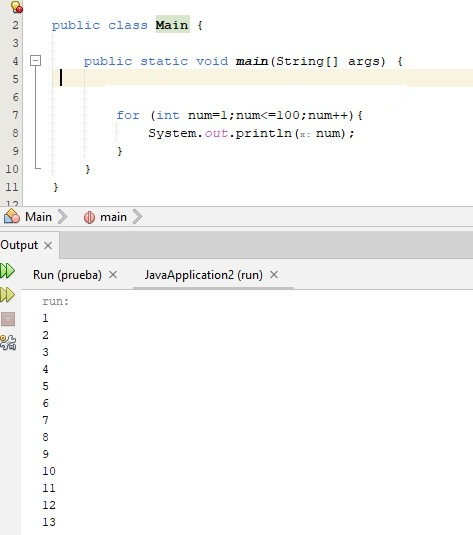 2 public class Main {
3
4 public static void main(String[] args) {
5
6
7 for (int num=1;num<=100;num++){
8 System.out.println(x: num);
9 }
10 }
11 }
12
Main main
Output ×
Run (prueba) × JavaApplication2 (run) ×
run:
1
2
3
4
5
6
7
8
9
10
11
12
13